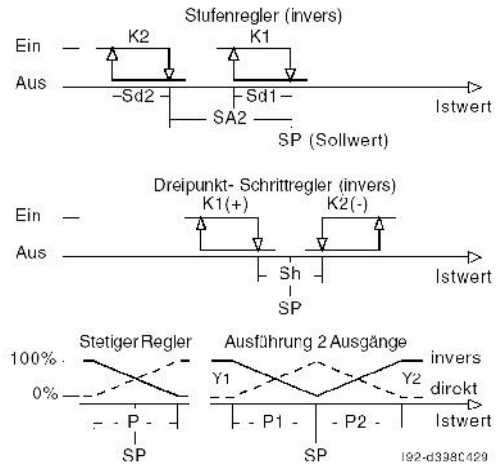 Stufenregler (invers)
K2 K1
Ein
Aus
Sd2 Sd1
Istwert
SA2
SP (Sollwert)
Dreipunkt- Schrittregler (invers)
Ein K1(+) K2(-)
Aus
Sh Istwert
SP
Stetiger Regler Ausführung 2 Ausgänge
100% invers
Y1 Y2
0% direkt
P P1 P2 Istwert
SP SP
192-d3980429